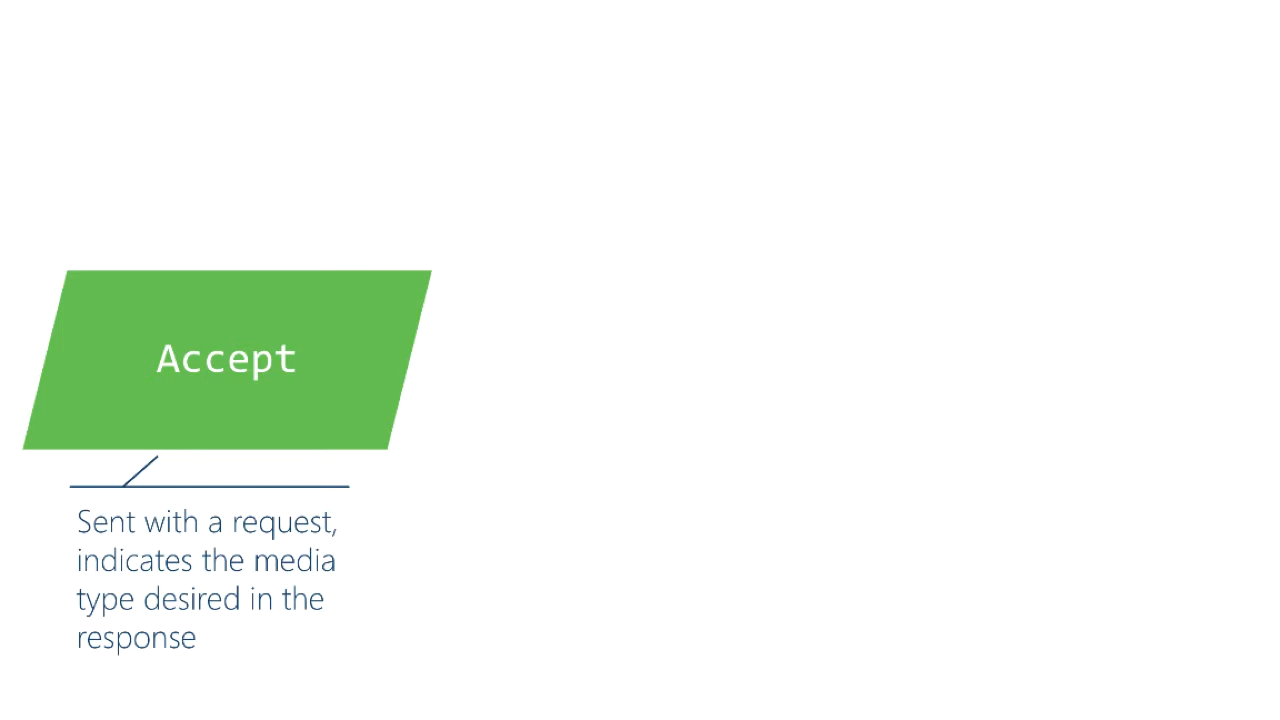 Accept
Sent with a request,
indicates the media
type desired in the
response